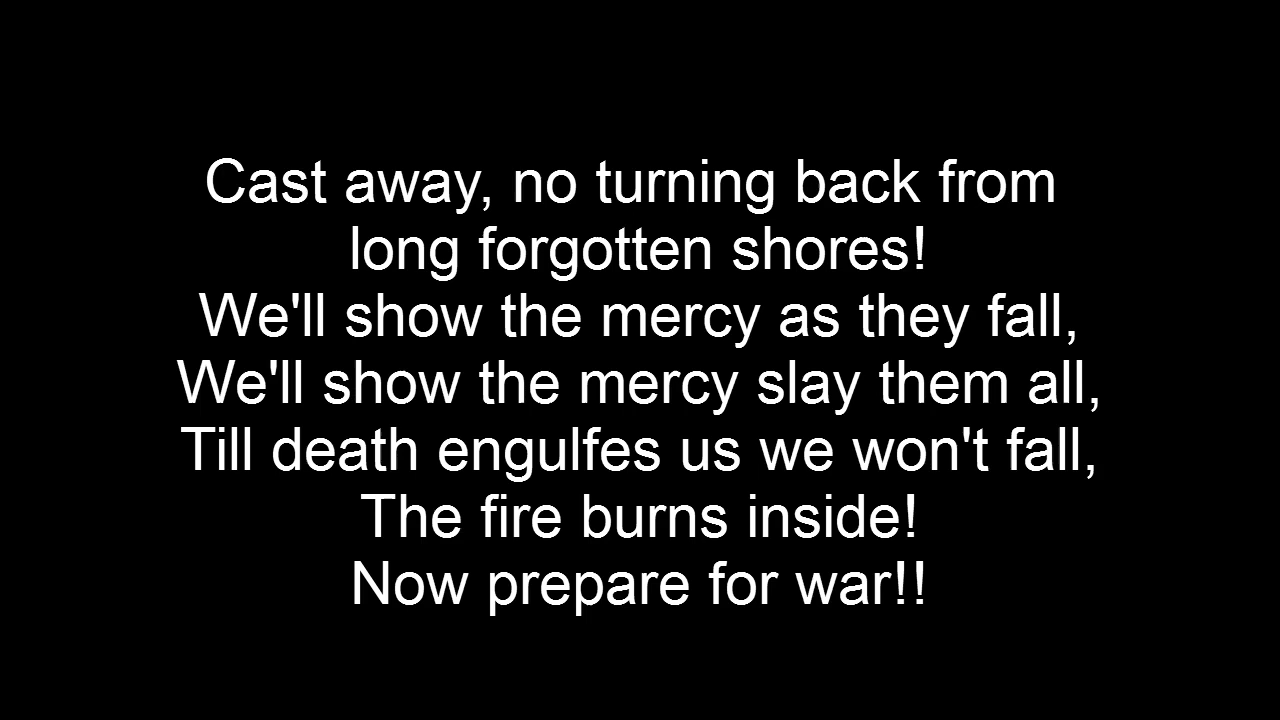 Cast away, no turning back from
long forgotten shores!
We'll show the mercy as they fall,
We'll show the mercy slay them all,
Till death engulfes us we won't fall,
The fire burns inside!
Now prepare for war!!